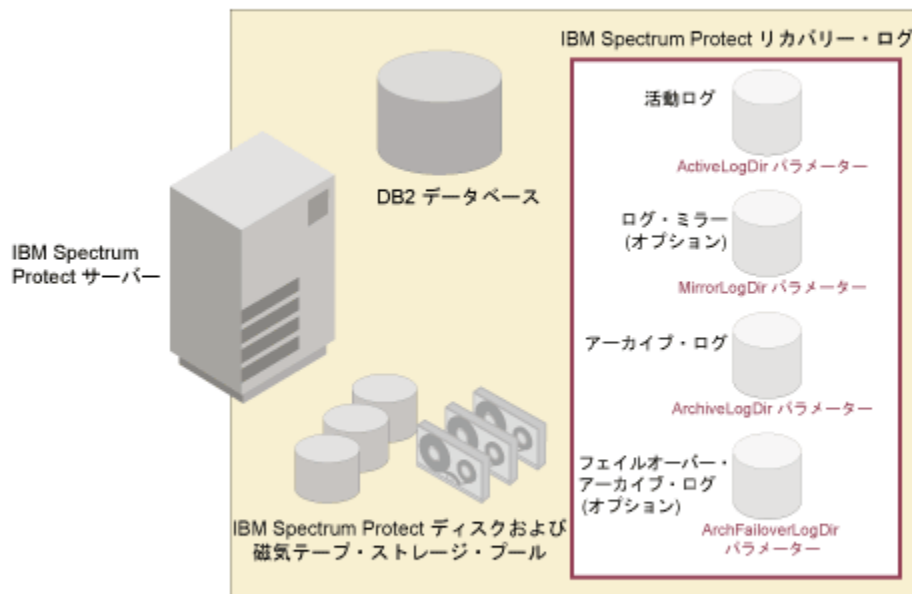 IBM Spectrum Protect リカバリー・ログ
活動ログ
ActiveLogDir パラメーター
DB2 データベース
ログ・ミラー
(オプション)
MirrorLogDir パラメーター
IBM Spectrum
Protect サーバー
アーカイブ・ログ
ArchiveLogDir パラメーター
フェイルオーバー・
アーカイブ・ログ
(オプション)
ArchFailoverLogDir
パラメーター
IBM Spectrum Protect ディスクおよび
磁気テープ・ストレージ・プール